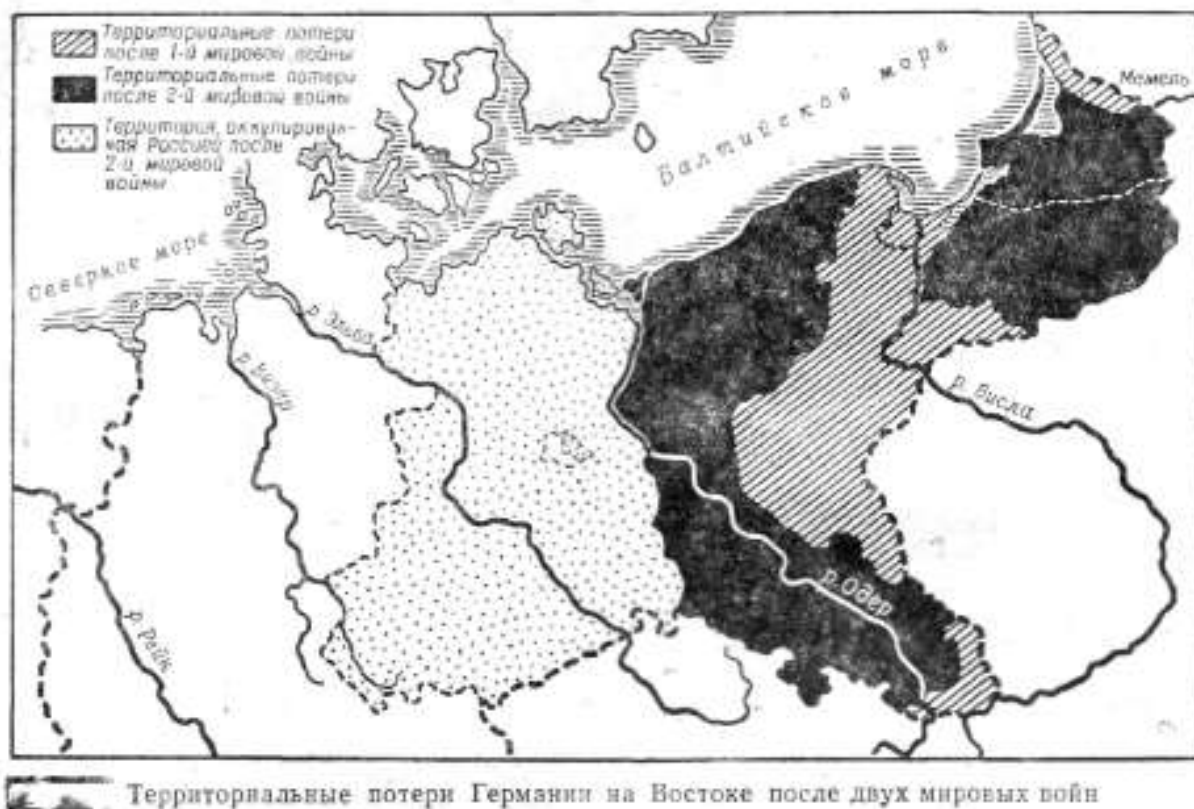 Территориальные потери
после 1-й мировой войны
Территориальные потери
после 2-й мировой войны
Территория, оккупирован-
ная Россией после
2-й мировой
войны
Мемель
Балтийское море
Северное море
р. Эльба
р. Везер
р. Висла
р. Одер
р. Рейн
Территориальные потери Германии на Востоке после двух мировых войн